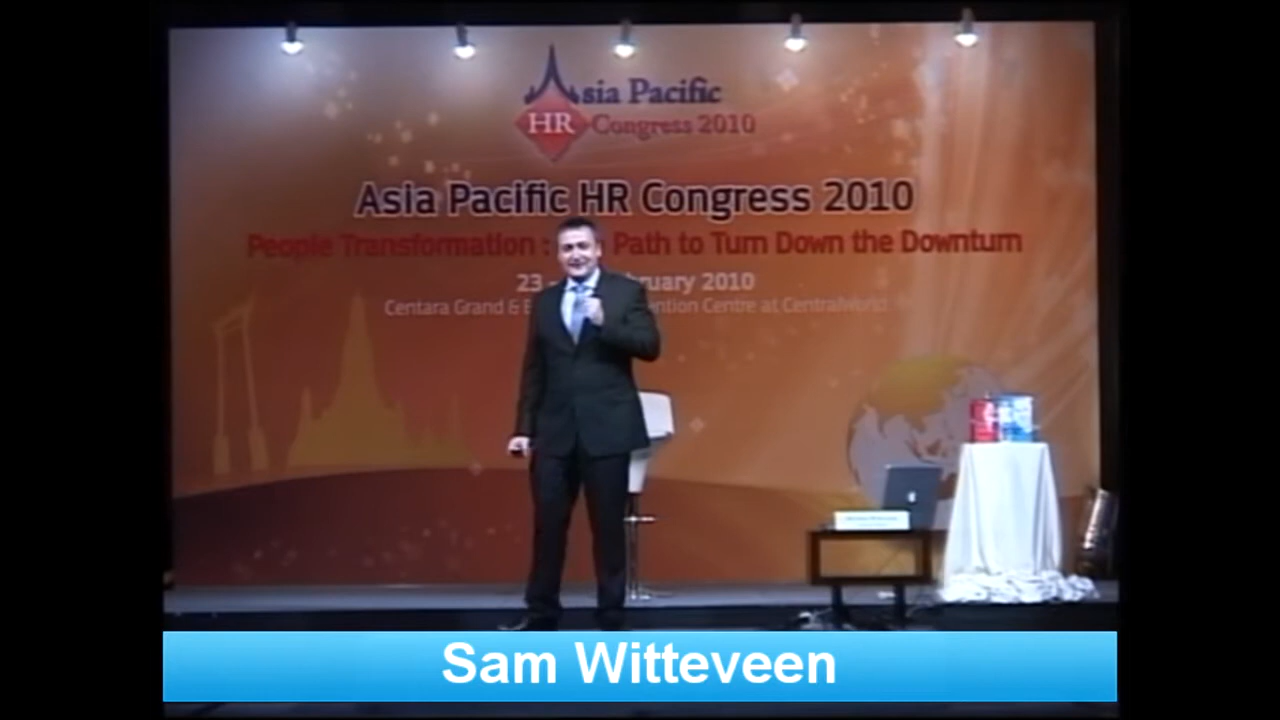 Asia Pacific
HR Congress 2010
Asia Pacific HR Congress 2010
People Transformation : Path to Turn Down the Downturn
23 2010
Centara Grand & Centre at CentralWorld
Sam Witteveen